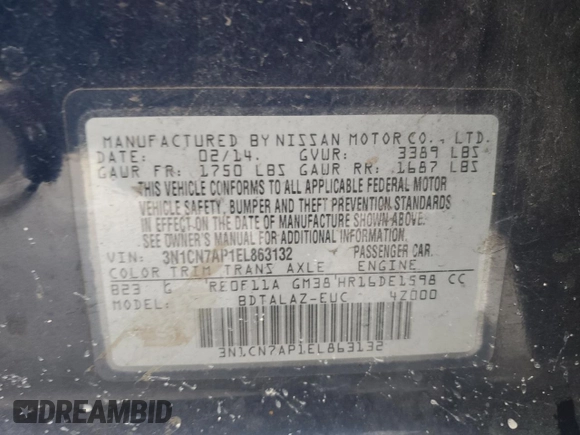 MANUFACTURED BY NISSAN MOTOR CO., LTD.
DATE: 02/14. GVWR: 3389 LBS
GAWR FR: 1750 LBS GAWR RR: 1687 LBS
THIS VEHICLE CONFORMS TO ALL APPLICABLE FEDERAL MOTOR
VEHICLE SAFETY, BUMPER AND THEFT PREVENTION STANDARDS
IN EFFECT ON THE DATE OF MANUFACTURE SHOWN ABOVE.
SEE OWNER'S MANUAL FOR ADDITIONAL INFORMATION.
VIN: 3N1CN7AP1EL863132 PASSENGER CAR
COLOR TRIM TRANS AXLE ENGINE
B23 G RE0F11A GM38 HR16DE1598 CC
MODEL: BDTALAZ-EUC 4Z000
3N1CN7AP1EL863132
DREAMBID